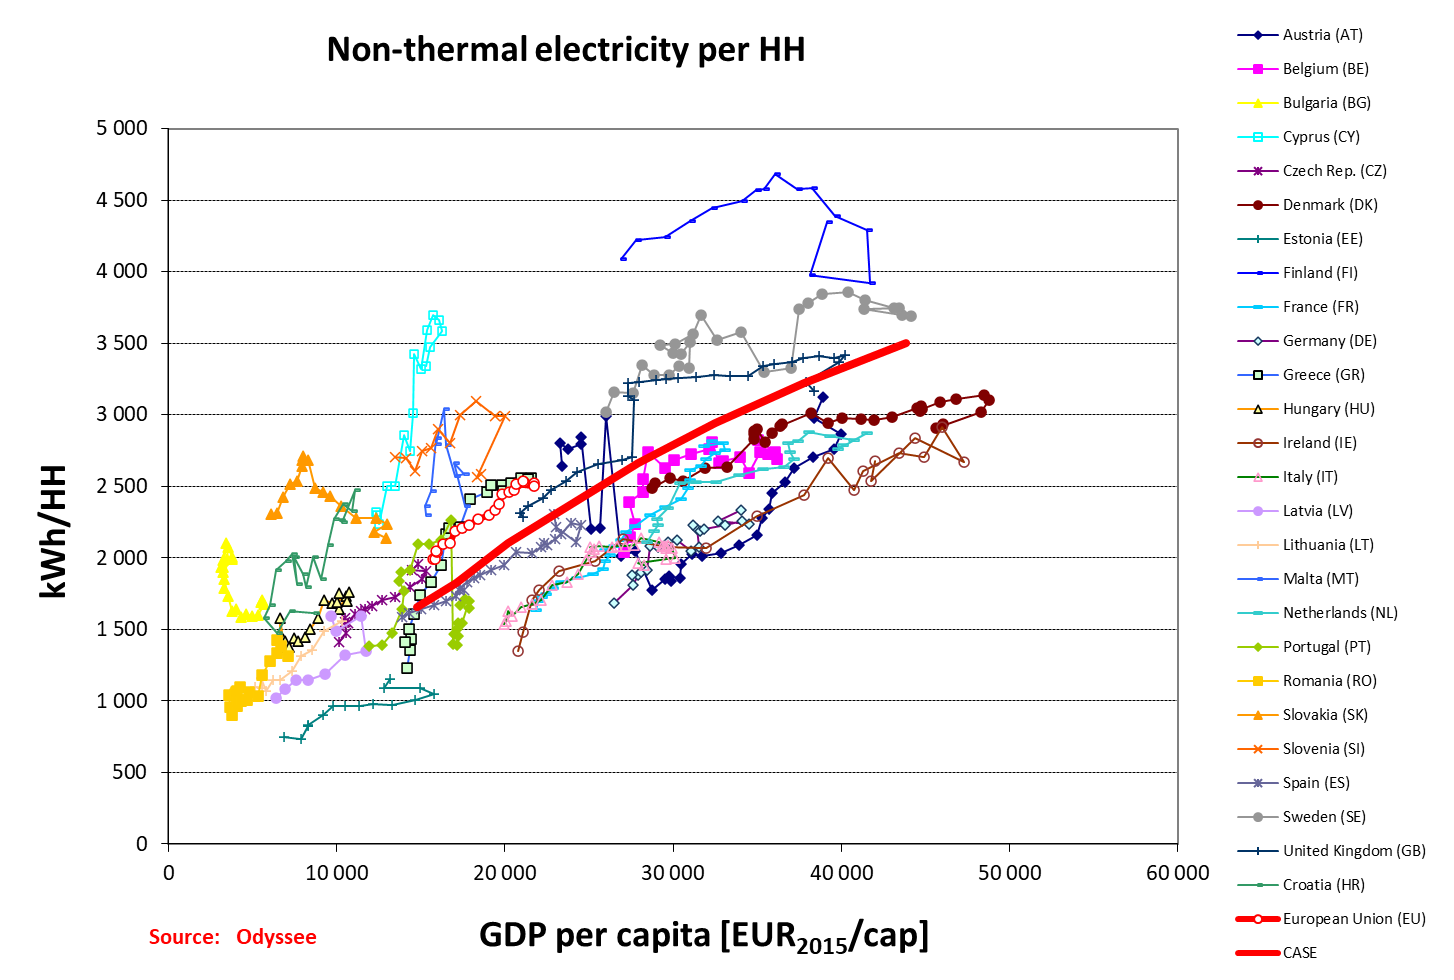 Non-thermal electricity per HH
kWh/HH
5 000
4 500
4 000
3 500
3 000
2 500
2 000
1 500
1 000
500
0
0
10 000
20 000
30 000
40 000
50 000
60 000
GDP per capita [EUR2015/cap]
Source: Odyssee
Austria (AT)
Belgium (BE)
Bulgaria (BG)
Cyprus (CY)
Czech Rep. (CZ)
Denmark (DK)
Estonia (EE)
Finland (FI)
France (FR)
Germany (DE)
Greece (GR)
Hungary (HU)
Ireland (IE)
Italy (IT)
Latvia (LV)
Lithuania (LT)
Malta (MT)
Netherlands (NL)
Portugal (PT)
Romania (RO)
Slovakia (SK)
Slovenia (SI)
Spain (ES)
Sweden (SE)
United Kingdom (GB)
Croatia (HR)
European Union (EU)
CASE